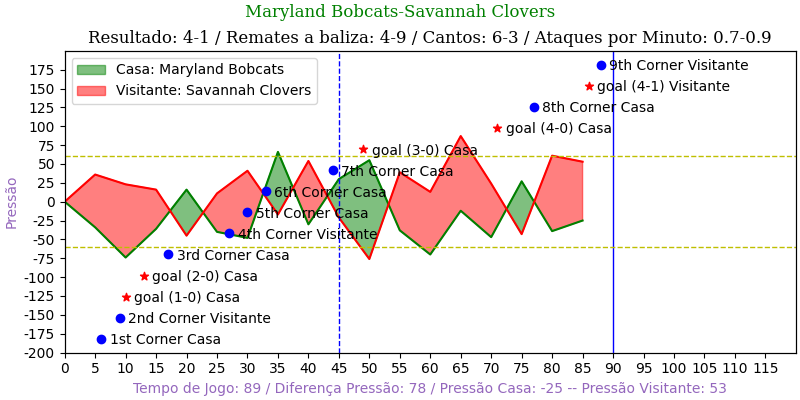 Maryland Bobcats-Savannah Clovers
Resultado: 4-1 / Remates a baliza: 4-9 / Cantos: 6-3 / Ataques por Minuto: 0.7-0.9
Casa: Maryland Bobcats
Visitante: Savannah Clovers
9th Corner Visitante
goal (4-1) Visitante
8th Corner Casa
goal (4-0) Casa
goal (3-0) Casa
7th Corner Casa
6th Corner Casa
5th Corner Casa
4th Corner Visitante
3rd Corner Casa
goal (2-0) Casa
goal (1-0) Casa
2nd Corner Visitante
1st Corner Casa
Pressão
175
150
125
100
75
50
25
0
-25
-50
-75
-100
-125
-150
-175
-200
0 5 10 15 20 25 30 35 40 45 50 55 60 65 70 75 80 85 90 95 100 105 110 115
Tempo de Jogo: 89 / Diferença Pressão: 78 / Pressão Casa: -25 -- Pressão Visitante: 53